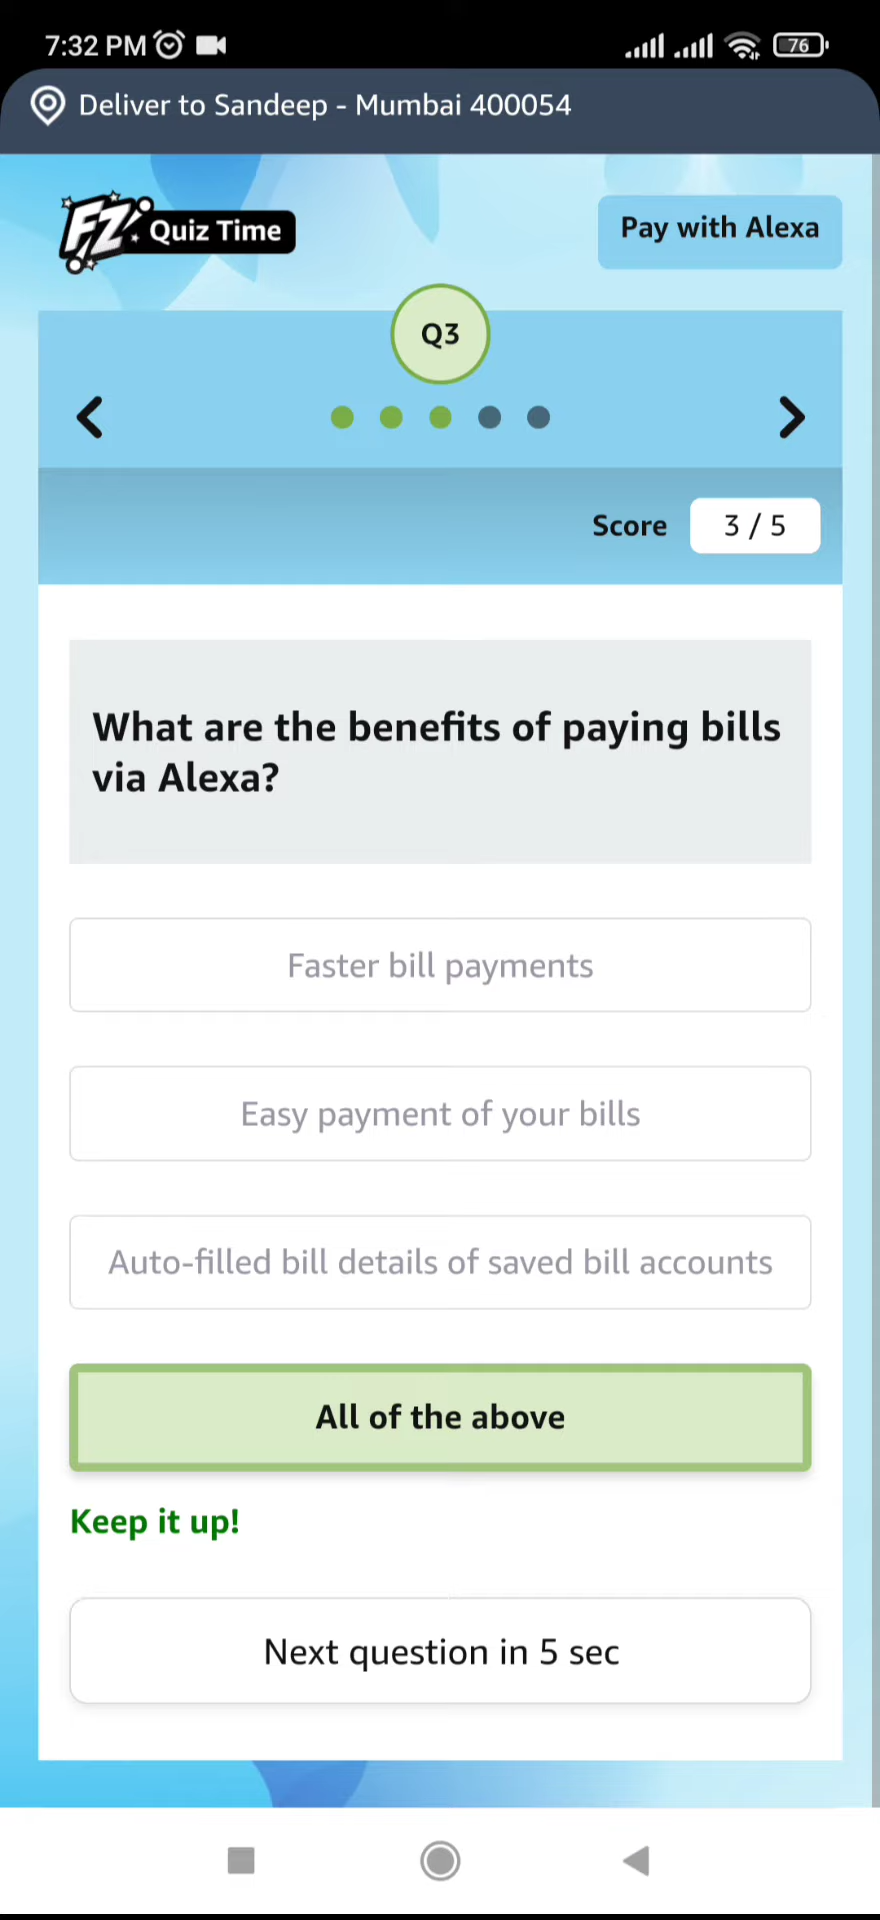 7:32 PM
76
Deliver to Sandeep - Mumbai 400054
FZ Quiz Time
Pay with Alexa
Q3
Score 3 / 5
What are the benefits of paying bills
via Alexa?
Faster bill payments
Easy payment of your bills
Auto-filled bill details of saved bill accounts
All of the above
Keep it up!
Next question in 5 sec